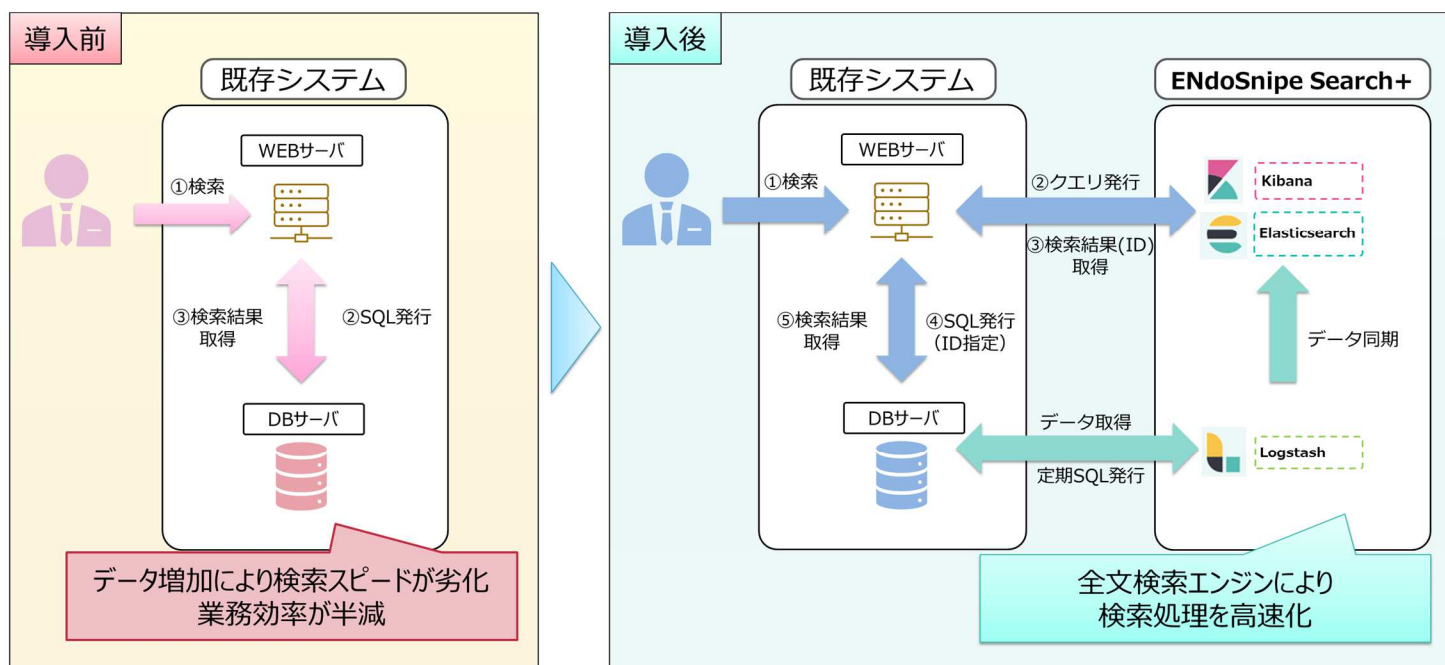 導入前
既存システム
WEBサーバ
①検索
③検索結果
取得
②SQL発行
DBサーバ
データ増加により検索スピードが劣化
業務効率が半減
導入後
既存システム
ENdoSnipe Search+
WEBサーバ
①検索
②クエリ発行
③検索結果(ID)
取得
Kibana
Elasticsearch
⑤検索結果
取得
④SQL発行
（ID指定）
データ同期
DBサーバ
データ取得
定期SQL発行
Logstash
全文検索エンジンにより
検索処理を高速化